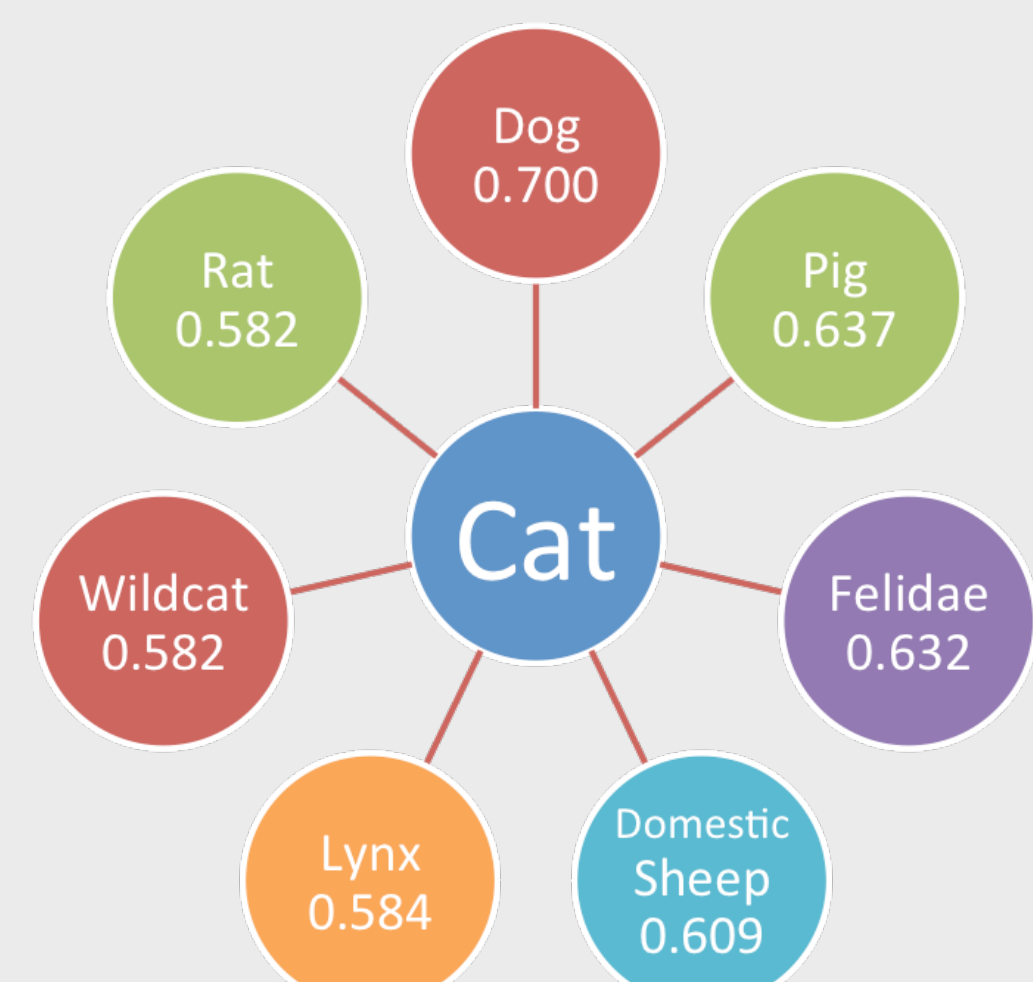 Dog
0.700
Rat
0.582
Pig
0.637
Cat
Wildcat
0.582
Felidae
0.632
Lynx
0.584
Domestic
Sheep
0.609